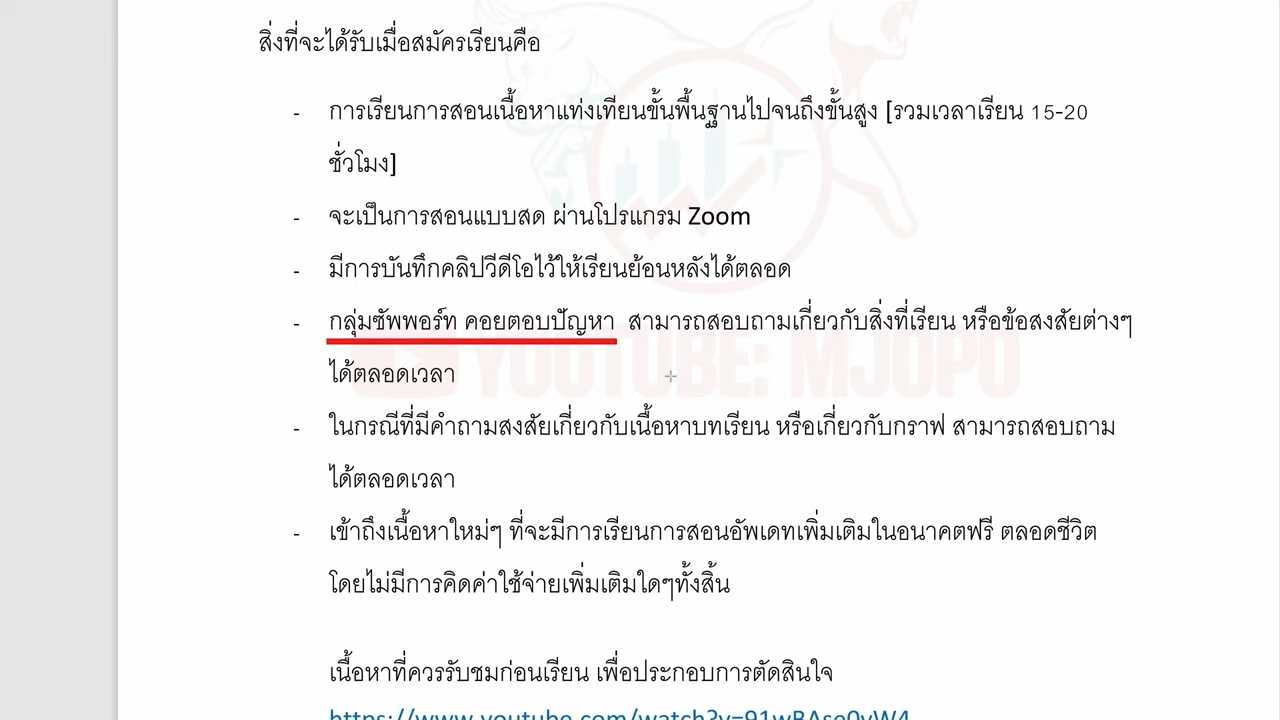 สิ่งที่จะได้รับเมื่อสมัครเรียนคือ
- การเรียนการสอนเนื้อหาแท่งเทียนขั้นพื้นฐานไปจนถึงขั้นสูง [รวมเวลาเรียน 15-20
ชั่วโมง]
- จะเป็นการสอนแบบสด ผ่านโปรแกรม Zoom
- มีการบันทึกคลิปวีดีโอไว้ให้เรียนย้อนหลังได้ตลอด
- กลุ่มซัพพอร์ท คอยตอบปัญหา สามารถสอบถามเกี่ยวกับสิ่งที่เรียน หรือข้อสงสัยต่างๆ
YOUTUBE: MJOPO
ได้ตลอดเวลา
- ในกรณีที่มีคำถามสงสัยเกี่ยวกับเนื้อหาบทเรียน หรือเกี่ยวกับกราฟ สามารถสอบถาม
ได้ตลอดเวลา
- เข้าถึงเนื้อหาใหม่ๆ ที่จะมีการเรียนการสอนอัพเดทเพิ่มเติมในอนาคตฟรี ตลอดชีวิต
โดยไม่มีการคิดค่าใช้จ่ายเพิ่มเติมใดๆทั้งสิ้น
เนื้อหาที่ควรรับชมก่อนเรียน เพื่อประกอบการตัดสินใจ